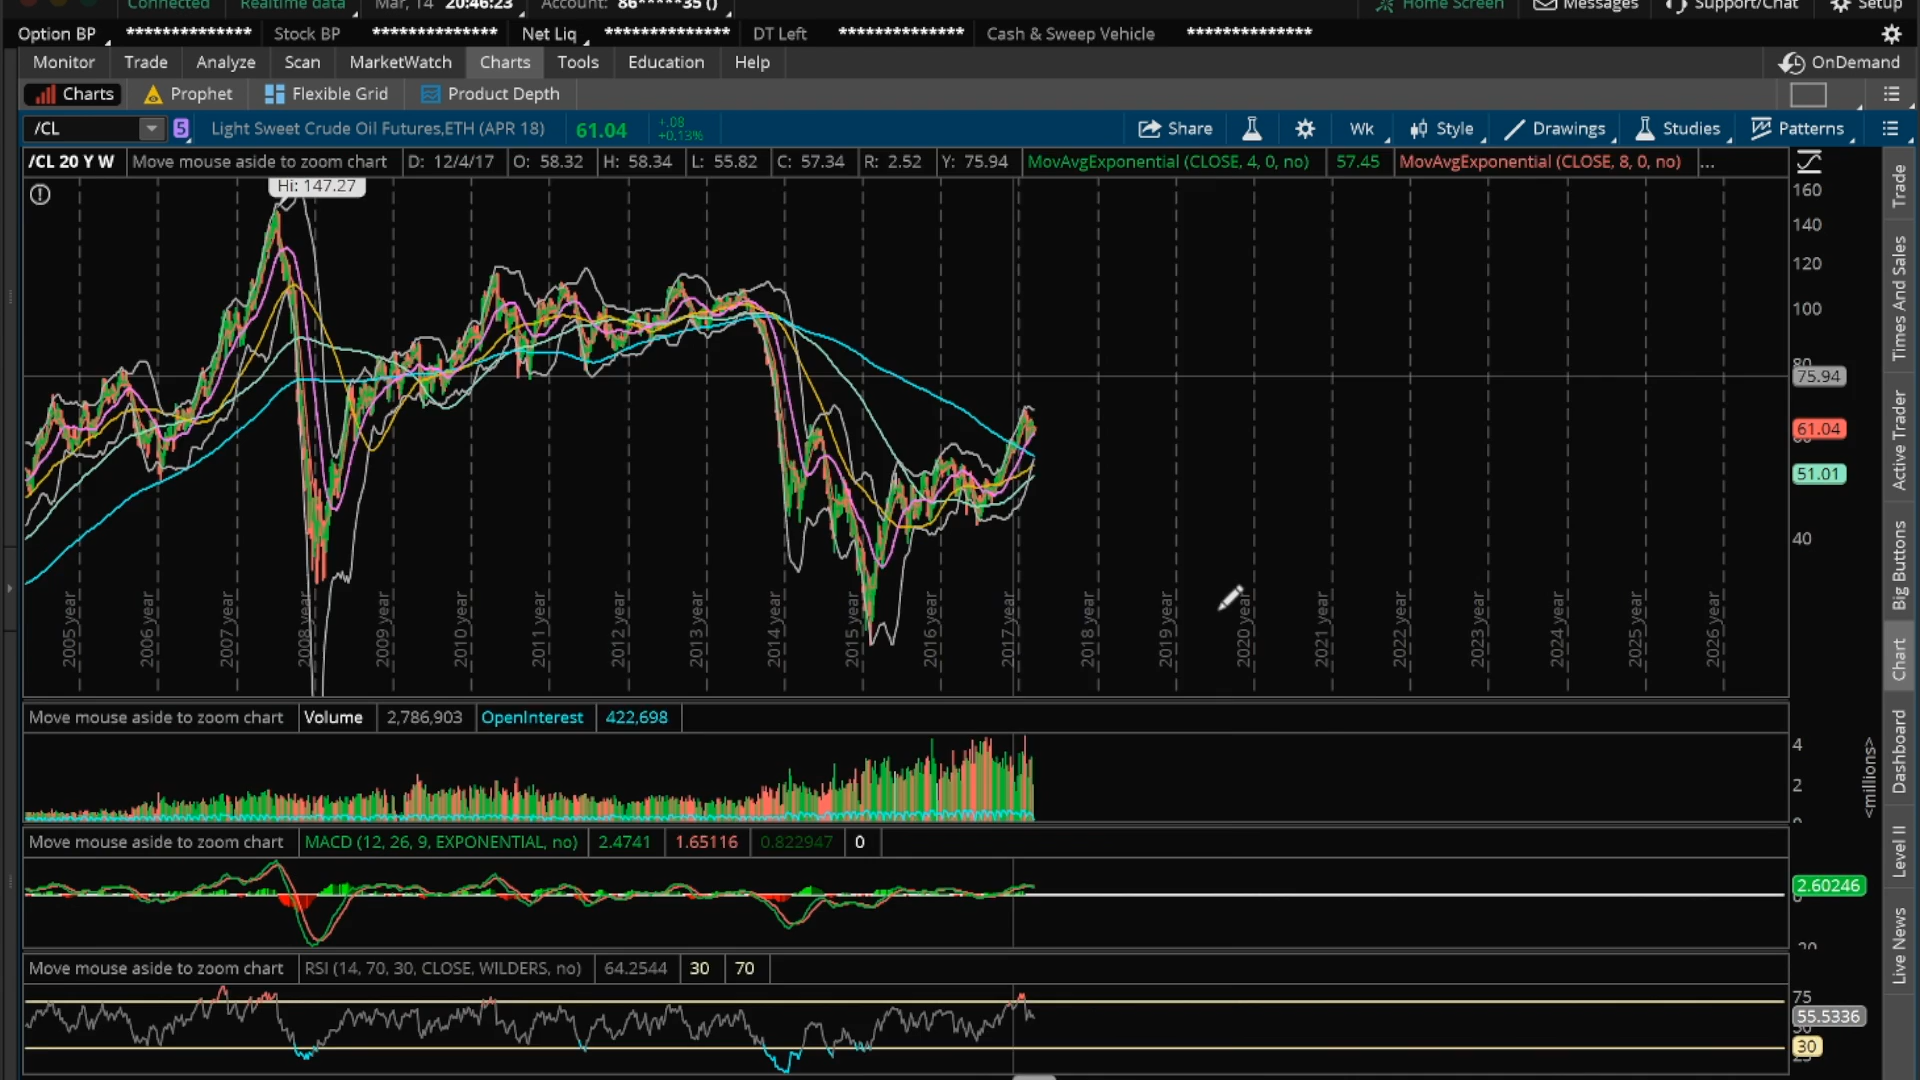 Connected Realtime data Mar, 14 20:46:23 Account: 86*****35 () Home Screen Messages Support/Chat Setup
Option BP ************** Stock BP ************** Net Liq ************** DT Left ************** Cash & Sweep Vehicle **************
Monitor Trade Analyze Scan MarketWatch Charts Tools Education Help OnDemand
Charts Prophet Flexible Grid Product Depth
/CL 5 Light Sweet Crude Oil Futures,ETH (APR 18) 61.04 +.08 +0.13% Share Wk Style Drawings Studies Patterns
/CL 20 Y W Move mouse aside to zoom chart D: 12/4/17 O: 58.32 H: 58.34 L: 55.82 C: 57.34 R: 2.52 Y: 75.94 MovAvgExponential (CLOSE, 4, 0, no) 57.45 MovAvgExponential (CLOSE, 8, 0, no) ...
Hi: 147.27
160
140
120
100
80
75.94
61.04
51.01
40
2005 year 2006 year 2007 year 2008 year 2009 year 2010 year 2011 year 2012 year 2013 year 2014 year 2015 year 2016 year 2017 year 2018 year 2019 year 2020 year 2021 year 2022 year 2023 year 2024 year 2025 year 2026 year
Move mouse aside to zoom chart Volume 2,786,903 OpenInterest 422,698
4
2
<millions>
Move mouse aside to zoom chart MACD (12, 26, 9, EXPONENTIAL, no) 2.4741 1.65116 0.822947 0
2.60246
Move mouse aside to zoom chart RSI (14, 70, 30, CLOSE, WILDERS, no) 64.2544 30 70
75
55.5336
30
Trade
Times And Sales
Active Trader
Big Buttons
Chart
Dashboard
Level II
Live News